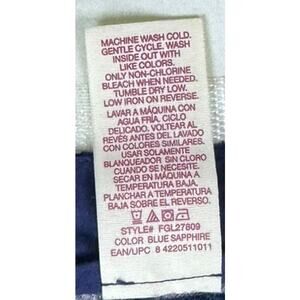 MACHINE WASH COLD.
GENTLE CYCLE. WASH
INSIDE OUT WITH
LIKE COLORS.
ONLY NON-CHLORINE
BLEACH WHEN NEEDED.
TUMBLE DRY LOW.
LOW IRON ON REVERSE.
LAVAR A MÁQUINA CON
AGUA FRÍA. CICLO
DELICADO. VOLTEAR AL
REVÉS ANTES DEL LAVADO
CON COLORES SIMILARES.
USAR SOLAMENTE
BLANQUEADOR SIN CLORO
CUANDO SE NECESITE.
SECAR EN MÁQUINA A
TEMPERATURA BAJA.
PLANCHAR A TEMPERATURA
BAJA SOBRE EL REVERSO.
STYLE# FGL27809
COLOR BLUE SAPPHIRE
EAN/UPC 8 4220511011